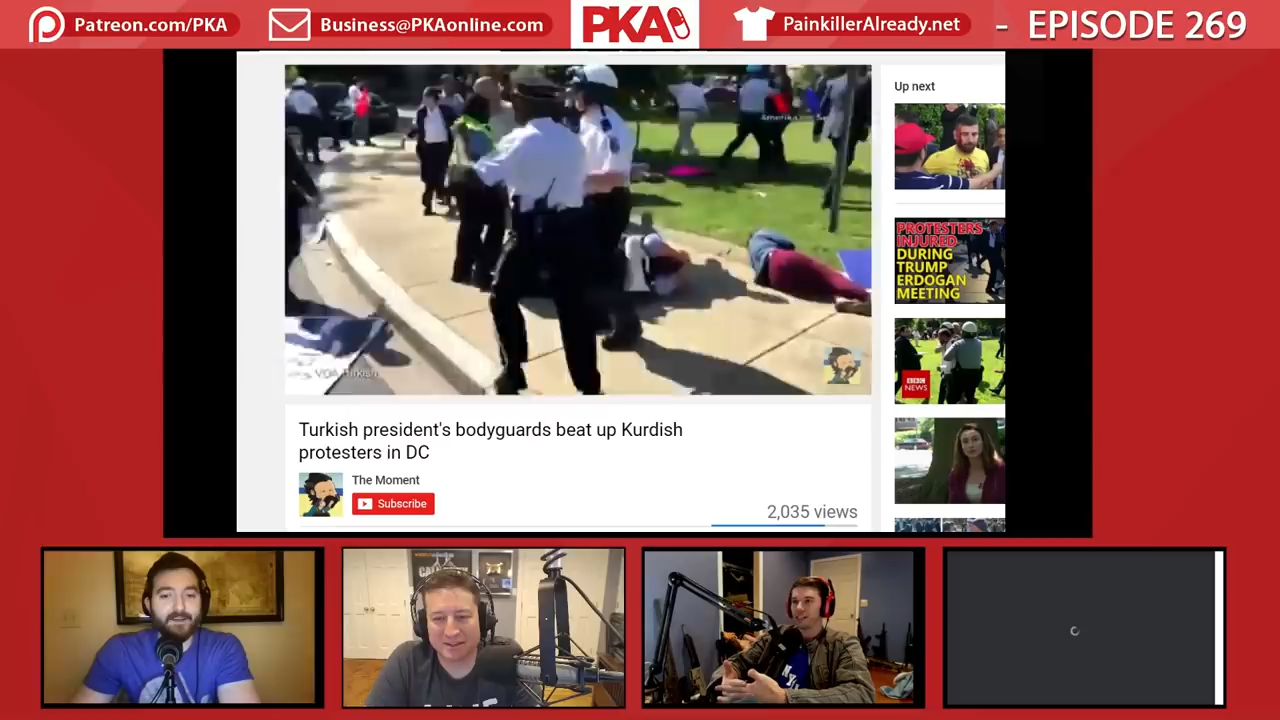 Patreon.com/PKA
Business@PKAonline.com
PKA
PainkillerAlready.net
- EPISODE 269
Up next
PROTESTERS
INJURED
DURING
TRUMP
ERDOGAN
MEETING
BBC
NEWS
VOA Turkish
Turkish president's bodyguards beat up Kurdish
protesters in DC
The Moment
Subscribe
2,035 views